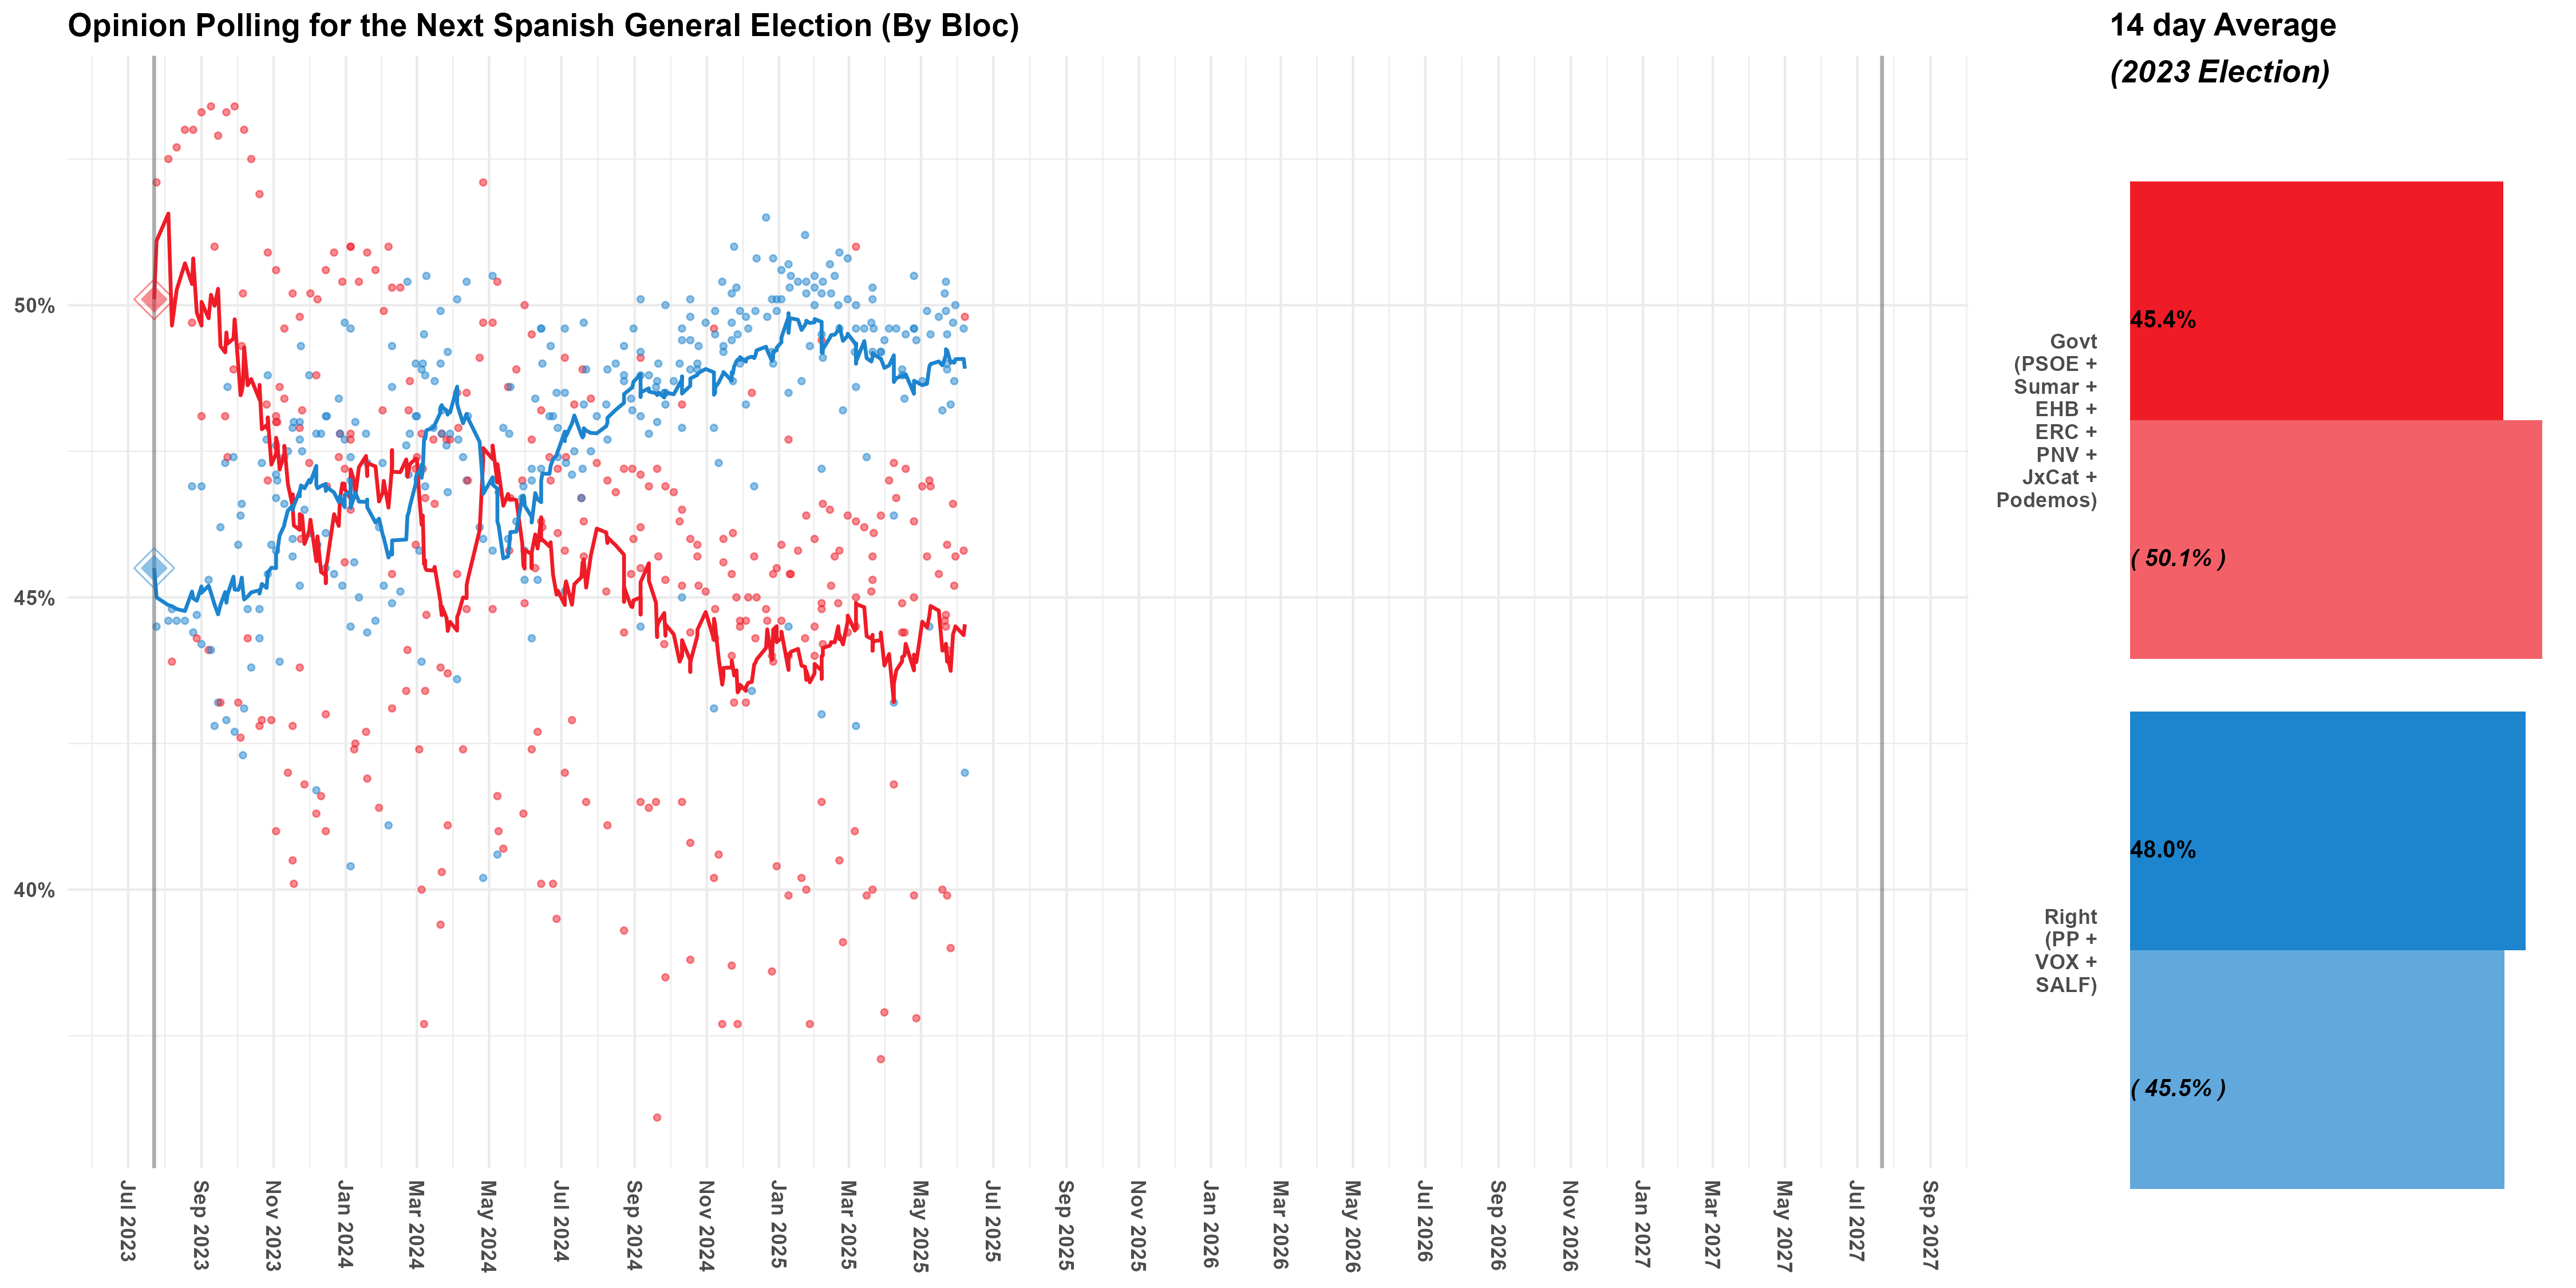 Opinion Polling for the Next Spanish General Election (By Bloc)
14 day Average
(2023 Election)
50%
45%
40%
Jul 2023
Sep 2023
Nov 2023
Jan 2024
Mar 2024
May 2024
Jul 2024
Sep 2024
Nov 2024
Jan 2025
Mar 2025
May 2025
Jul 2025
Sep 2025
Nov 2025
Jan 2026
Mar 2026
May 2026
Jul 2026
Sep 2026
Nov 2026
Jan 2027
Mar 2027
May 2027
Jul 2027
Sep 2027
Govt
(PSOE +
Sumar +
EHB +
ERC +
PNV +
JxCat +
Podemos)
45.4%
( 50.1% )
Right
(PP +
VOX +
SALF)
48.0%
( 45.5% )